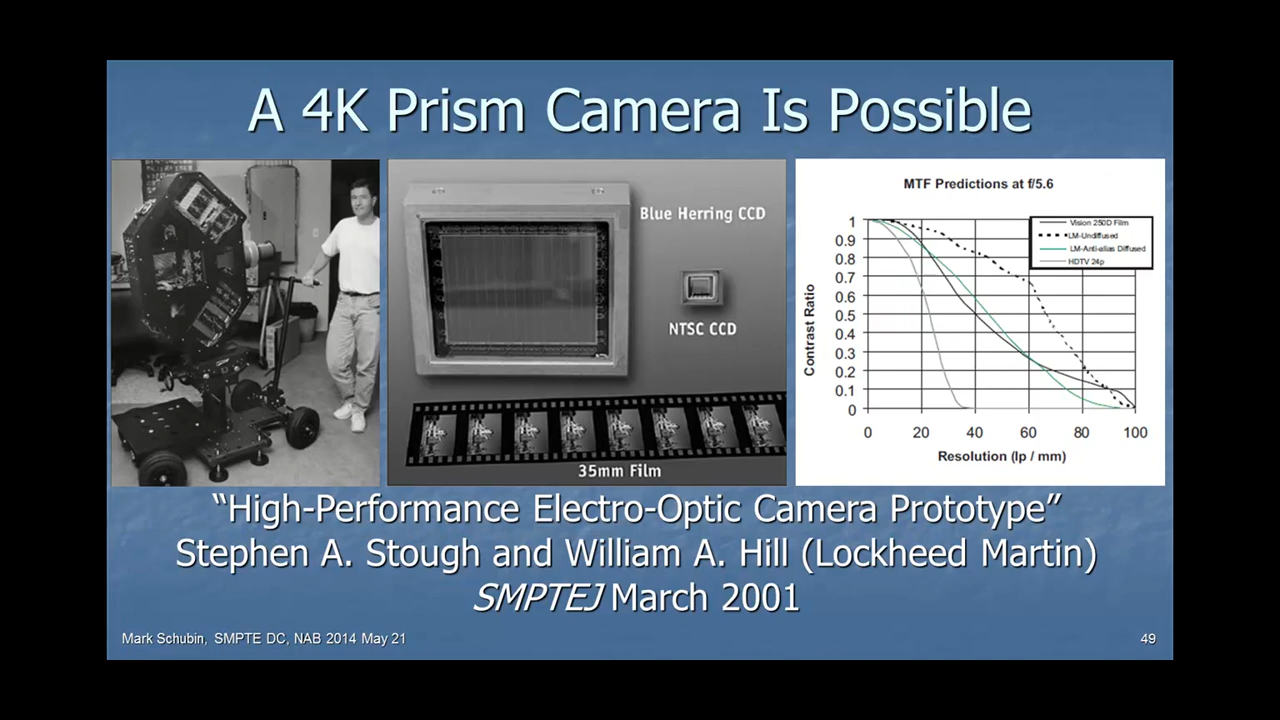 A 4K Prism Camera Is Possible
Blue Herring CCD
NTSC CCD
35mm Film
MTF Predictions at f/5.6
Vision 250D Film
LM-Undiffused
LM-Anti-alias Diffused
HDTV 24p
Contrast Ratio
1
0.9
0.8
0.7
0.6
0.5
0.4
0.3
0.2
0.1
0
0 20 40 60 80 100
Resolution (lp / mm)
“High-Performance Electro-Optic Camera Prototype”
Stephen A. Stough and William A. Hill (Lockheed Martin)
SMPTEJ March 2001
Mark Schubin, SMPTE DC, NAB 2014 May 21
49